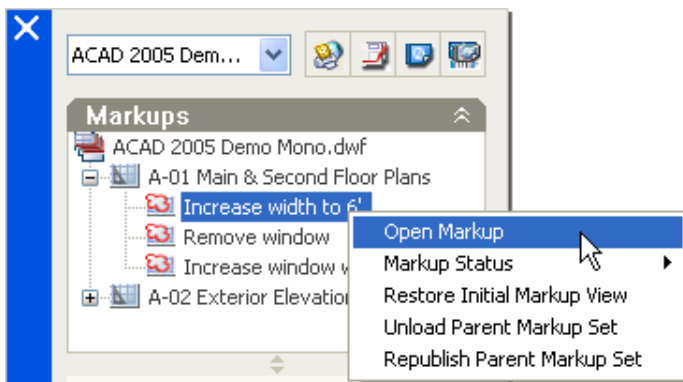 ACAD 2005 Dem...
Markups
ACAD 2005 Demo Mono.dwf
A-01 Main & Second Floor Plans
Increase width to 6'
Open Markup
Remove window
Markup Status
Increase window
Restore Initial Markup View
A-02 Exterior Elevation
Unload Parent Markup Set
Republish Parent Markup Set